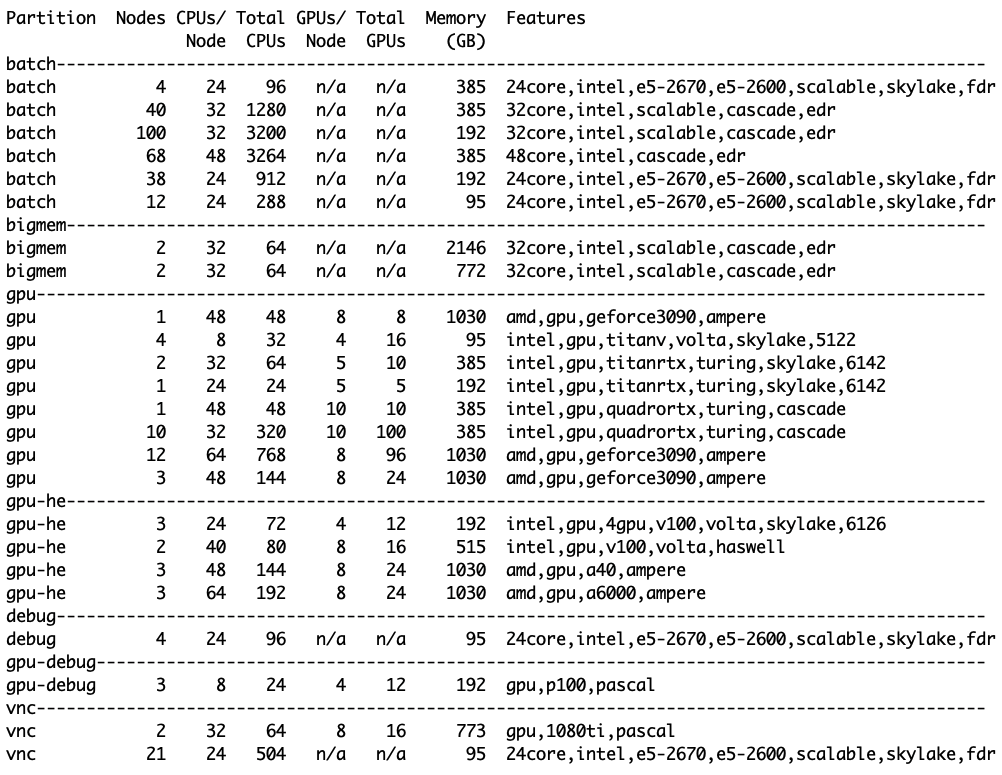 Partition  Nodes CPUs/ Total GPUs/ Total  Memory  Features
                 Node  CPUS  Node  GPUs    (GB)
batch---------------------------------------------------------------------------------------------
batch          4    24    96   n/a   n/a     385  24core,intel,e5-2670,e5-2600,scalable,skylake,fdr
batch         40    32  1280   n/a   n/a     385  32core,intel,scalable,cascade,edr
batch        100    32  3200   n/a   n/a     192  32core,intel,scalable,cascade,edr
batch         68    48  3264   n/a   n/a     385  48core,intel,cascade,edr
batch         38    24   912   n/a   n/a     192  24core,intel,e5-2670,e5-2600,scalable,skylake,fdr
batch         12    24   288   n/a   n/a      95  24core,intel,e5-2670,e5-2600,scalable,skylake,fdr
bigmem--------------------------------------------------------------------------------------------
bigmem         2    32    64   n/a   n/a    2146  32core,intel,scalable,cascade,edr
bigmem         2    32    64   n/a   n/a     772  32core,intel,scalable,cascade,edr
gpu-----------------------------------------------------------------------------------------------
gpu            1    48    48     8     8    1030  amd,gpu,geforce3090,ampere
gpu            4     8    32     4    16      95  intel,gpu,titanv,volta,skylake,5122
gpu            2    32    64     5    10     385  intel,gpu,titanrtx,turing,skylake,6142
gpu            1    24    24     5     5     192  intel,gpu,titanrtx,turing,skylake,6142
gpu            1    48    48    10    10     385  intel,gpu,quadrortx,turing,cascade
gpu           10    32   320    10   100     385  intel,gpu,quadrortx,turing,cascade
gpu           12    64   768     8    96    1030  amd,gpu,geforce3090,ampere
gpu            3    48   144     8    24    1030  amd,gpu,geforce3090,ampere
gpu-he--------------------------------------------------------------------------------------------
gpu-he         3    24    72     4    12     192  intel,gpu,4gpu,v100,volta,skylake,6126
gpu-he         2    40    80     8    16     515  intel,gpu,v100,volta,haswell
gpu-he         3    48   144     8    24    1030  amd,gpu,a40,ampere
gpu-he         3    64   192     8    24    1030  amd,gpu,a6000,ampere
debug---------------------------------------------------------------------------------------------
debug          4    24    96   n/a   n/a      95  24core,intel,e5-2670,e5-2600,scalable,skylake,fdr
gpu-debug-----------------------------------------------------------------------------------------
gpu-debug      3     8    24     4    12     192  gpu,p100,pascal
vnc-----------------------------------------------------------------------------------------------
vnc            2    32    64     8    16     773  gpu,1080ti,pascal
vnc           21    24   504   n/a   n/a      95  24core,intel,e5-2670,e5-2600,scalable,skylake,fdr